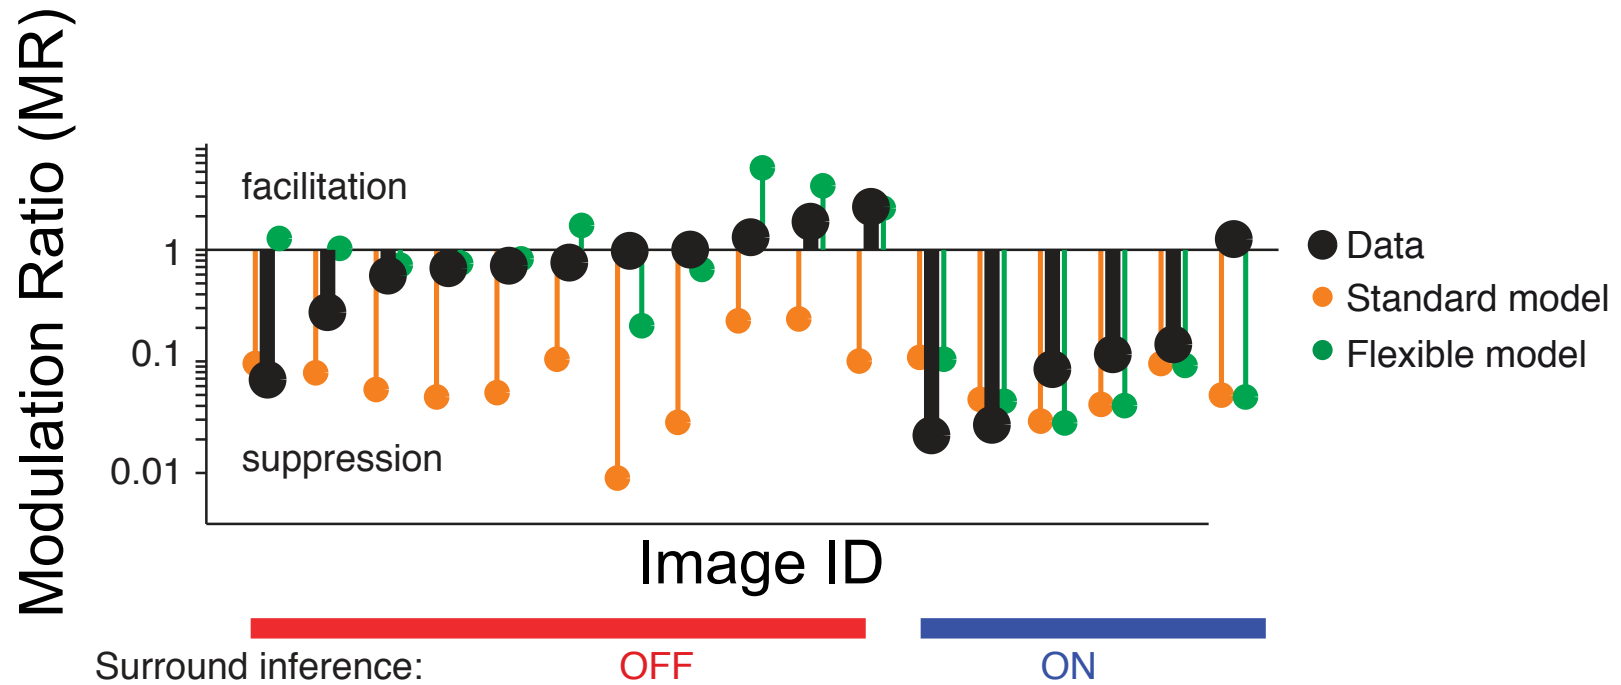 Modulation Ratio (MR)
facilitation
1
0.1
0.01
suppression
Data
Standard model
Flexible model
Image ID
Surround inference: OFF ON